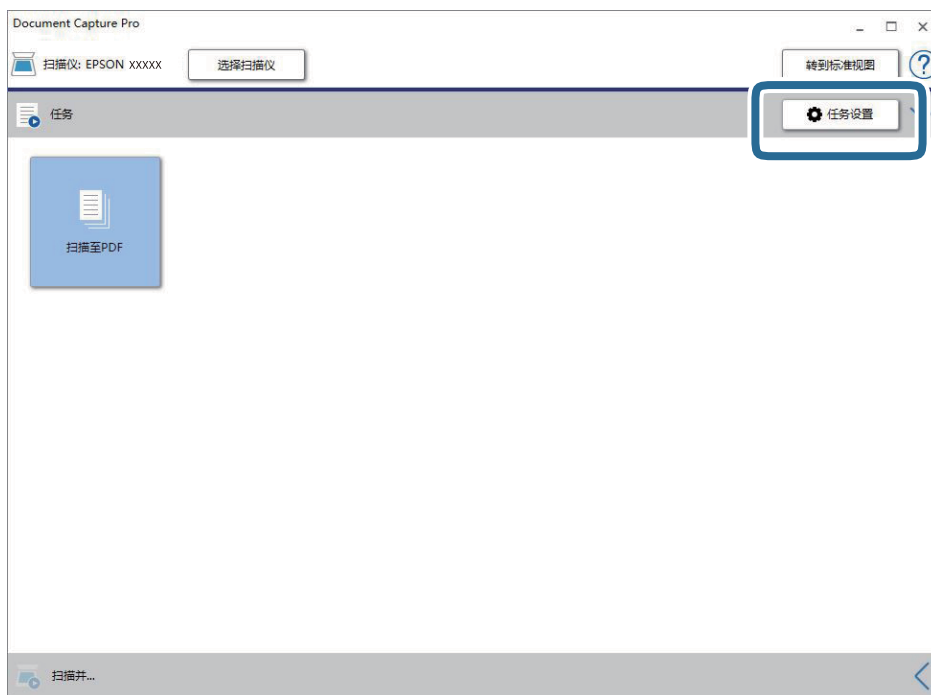 Document Capture Pro
扫描仪: EPSON XXXXX
选择扫描仪
转到标准视图
?
任务
任务设置
扫描至PDF
扫描并...